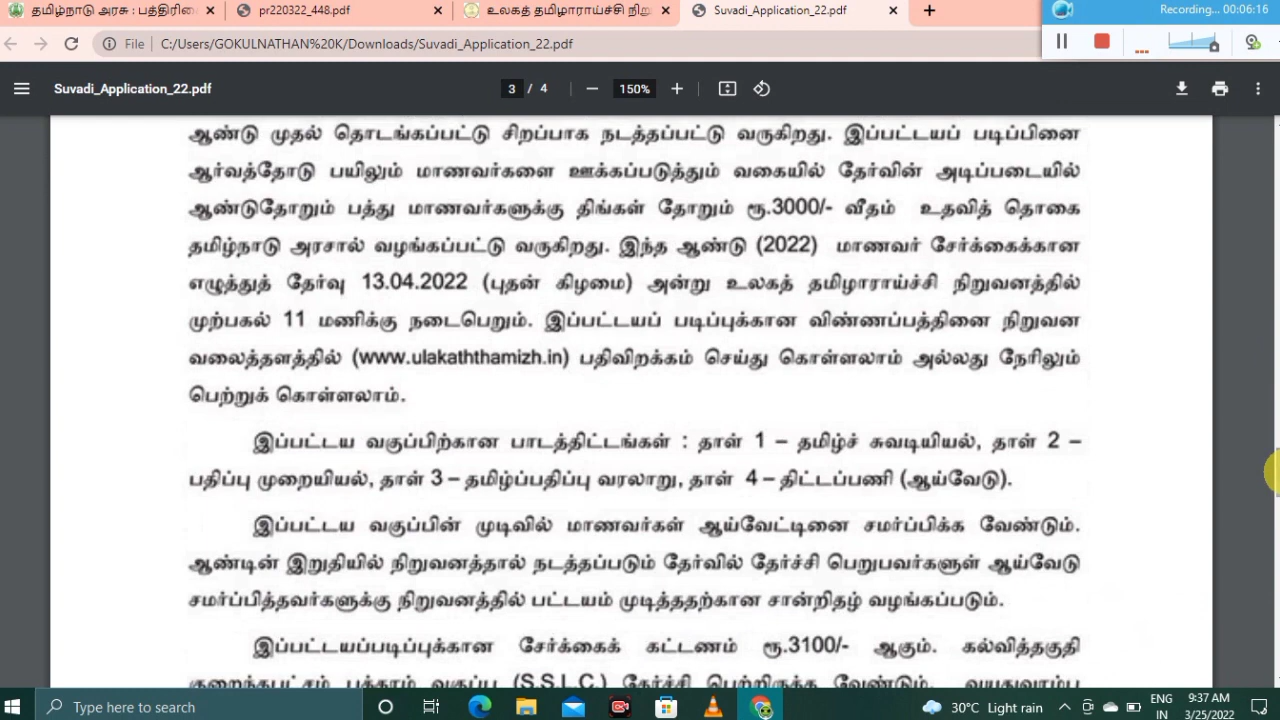 தமிழ்நாடு அரசு : பத்திரிகை
pr220322_448.pdf
உலகத் தமிழாராய்ச்சி நிறு
Suvadi_Application_22.pdf
Recording... 00:06:16
File C:/Users/GOKULNATHAN%20K/Downloads/Suvadi_Application_22.pdf
Suvadi_Application_22.pdf
3 / 4
150%
ஆண்டு முதல் தொடங்கப்பட்டு சிறப்பாக நடத்தப்பட்டு வருகிறது. இப்பட்டயப் படிப்பினை
ஆர்வத்தோடு பயிலும் மாணவர்களை ஊக்கப்படுத்தும் வகையில் தேர்வின் அடிப்படையில்
ஆண்டுதோறும் பத்து மாணவர்களுக்கு திங்கள் தோறும் ரூ.3000/- வீதம் உதவித் தொகை
தமிழ்நாடு அரசால் வழங்கப்பட்டு வருகிறது. இந்த ஆண்டு (2022) மாணவர் சேர்க்கைக்கான
எழுத்துத் தேர்வு 13.04.2022 (புதன் கிழமை) அன்று உலகத் தமிழாராய்ச்சி நிறுவனத்தில்
முற்பகல் 11 மணிக்கு நடைபெறும். இப்பட்டயப் படிப்புக்கான விண்ணப்பத்தினை நிறுவன
வலைத்தளத்தில் (www.ulakaththamizh.in) பதிவிறக்கம் செய்து கொள்ளலாம் அல்லது நேரிலும்
பெற்றுக் கொள்ளலாம்.
இப்பட்டய வகுப்பிற்கான பாடத்திட்டங்கள் : தாள் 1 – தமிழ்ச் சுவடியியல், தாள் 2 –
பதிப்பு முறையியல், தாள் 3 – தமிழ்ப்பதிப்பு வரலாறு, தாள் 4 – திட்டப்பணி (ஆய்வேடு).
இப்பட்டய வகுப்பின் முடிவில் மாணவர்கள் ஆய்வேட்டினை சமர்ப்பிக்க வேண்டும்.
ஆண்டின் இறுதியில் நிறுவனத்தால் நடத்தப்படும் தேர்வில் தேர்ச்சி பெறுபவர்களுள் ஆய்வேடு
சமர்ப்பித்தவர்களுக்கு நிறுவனத்தில் பட்டயம் முடித்ததற்கான சான்றிதழ் வழங்கப்படும்.
இப்பட்டயப்படிப்புக்கான சேர்க்கைக் கட்டணம் ரூ.3100/- ஆகும். கல்வித்தகுதி
குறைந்தபட்சம் பத்தாம் வகுப்பு (S.S.L.C.) தேர்ச்சி பெற்றிருக்க வேண்டும். வயதுவரம்பு
Type here to search
30°C Light rain
ENG
IN
9:37 AM
3/25/2022